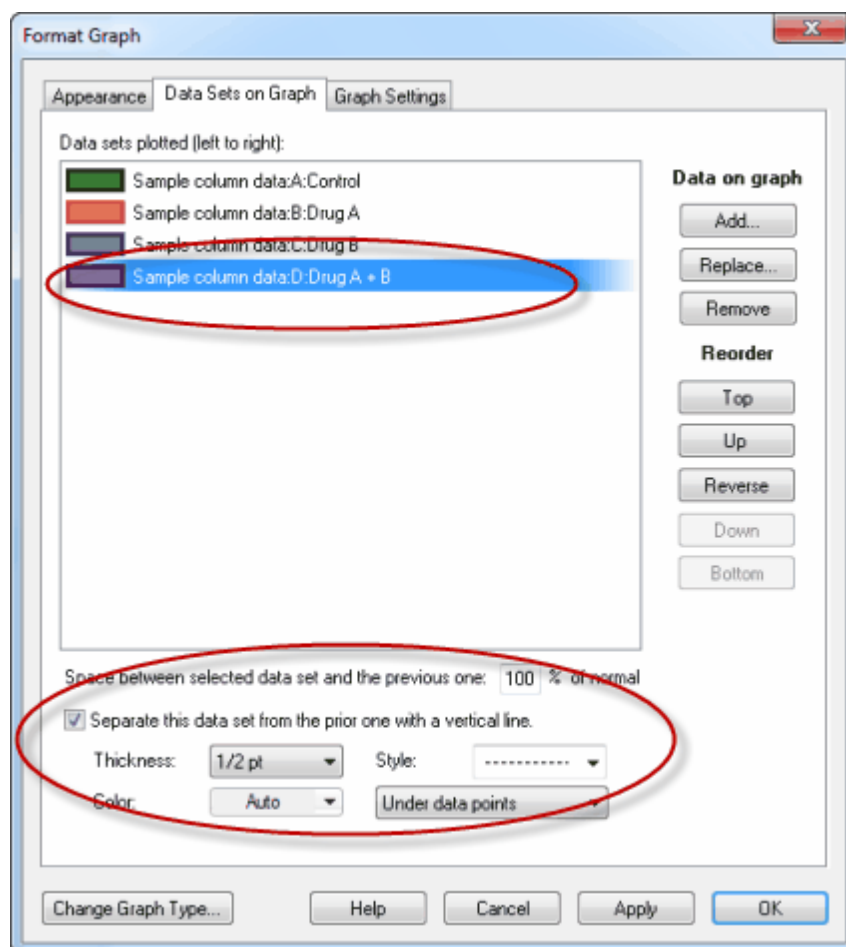 Format Graph
Appearance Data Sets on Graph Graph Settings
Data sets plotted (left to right):
Sample column data:A:Control
Sample column data:B:Drug A
Sample column data:C:Drug B
Sample column data:D:Drug A + B
Data on graph
Add...
Replace...
Remove
Reorder
Top
Up
Reverse
Down
Bottom
Space between selected data set and the previous one: 100 % of normal
Separate this data set from the prior one with a vertical line.
Thickness: 1/2 pt Style:
Color: Auto Under data points
Change Graph Type... Help Cancel Apply OK